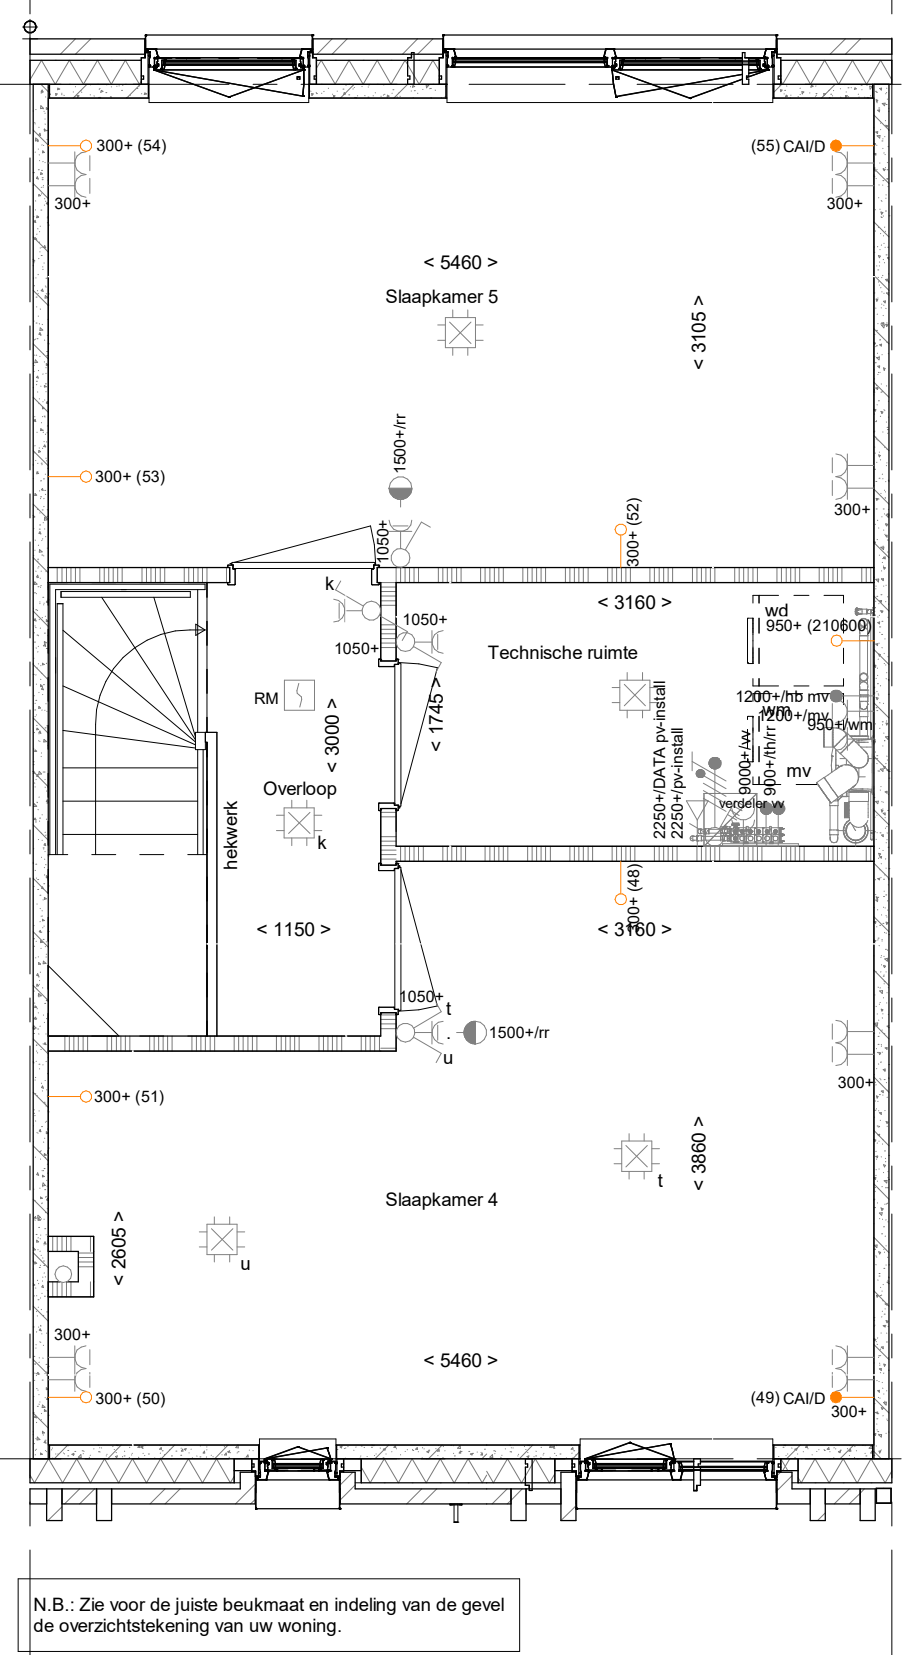 300+ (54)
(55) CAI/D
300+
300+
< 5460 >
Slaapkamer 5
< 3105 >
1500+/rr
300+ (53)
300+
300+ (52)
1050+
k
1050+
1050+
< 3160 >
wd
950+ (210600)
Technische ruimte
RM
< 3000 >
< 1745 >
2250+/DATA pv-install
2250+/pv-install
1200+/hb mv
wm
1200+/mv
950+/wm
9000+/vv
900+/th/rr
mv
verdeler vv
Overloop
k
hekwerk
300+ (48)
< 1150 >
< 3160 >
1050+
t
1500+/rr
u
300+
300+ (51)
< 3860 >
t
Slaapkamer 4
< 2605 >
u
300+
< 5460 >
300+ (50)
(49) CAI/D
300+
N.B.: Zie voor de juiste beukmaat en indeling van de gevel
de overzichtstekening van uw woning.